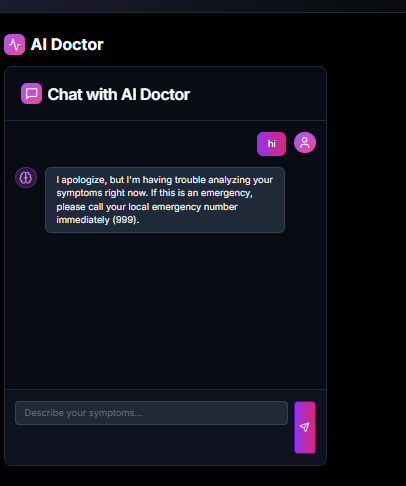 AI Doctor
Chat with AI Doctor
hi
I apologize, but I'm having trouble analyzing your
symptoms right now. If this is an emergency,
please call your local emergency number
immediately (999).
Describe your symptoms...